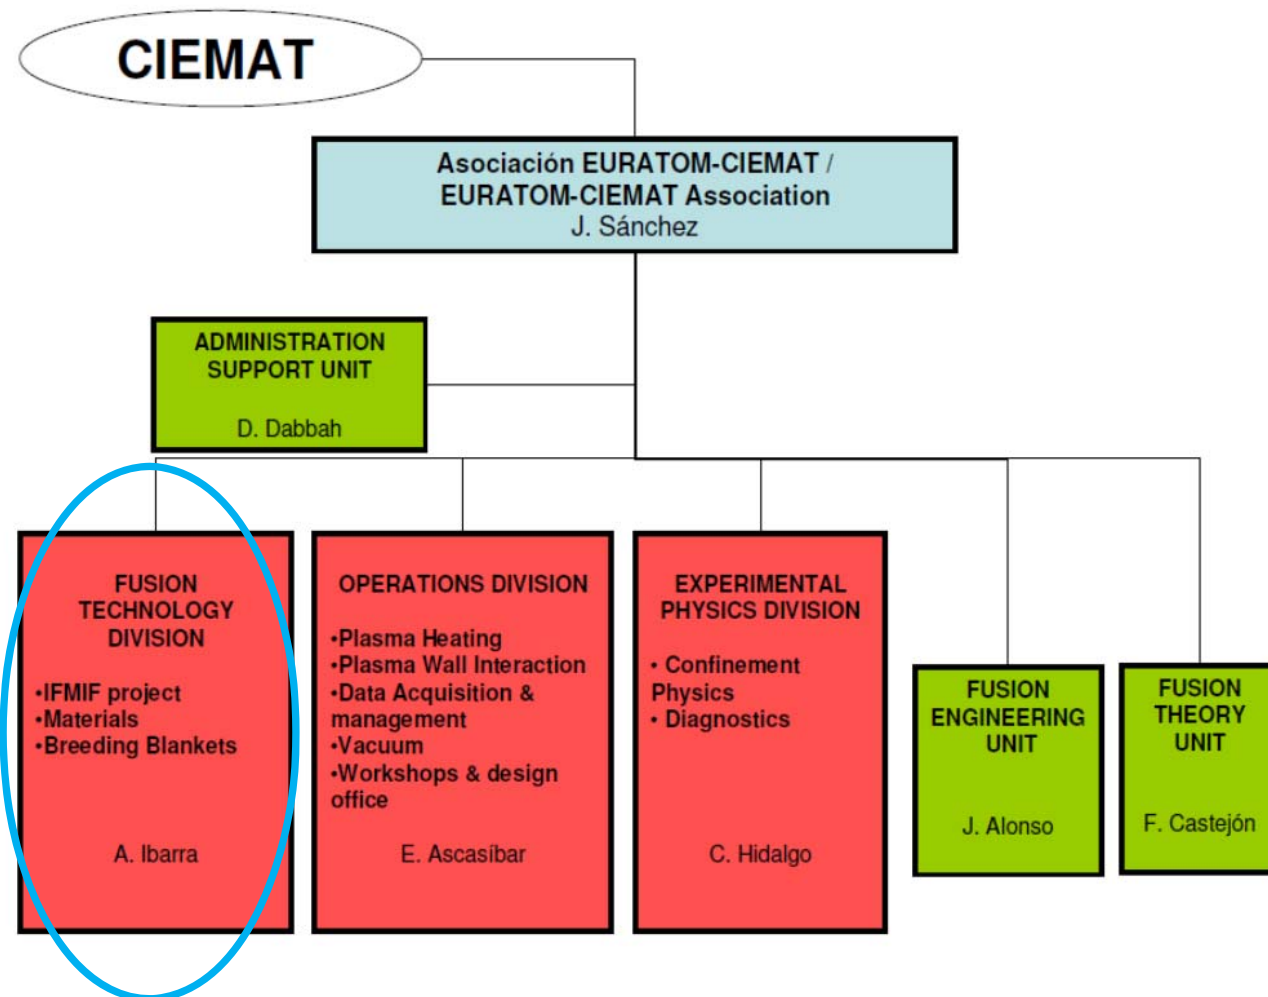 CIEMAT
Asociación EURATOM-CIEMAT /
EURATOM-CIEMAT Association
J. Sánchez
ADMINISTRATION
SUPPORT UNIT
D. Dabbah
FUSION
TECHNOLOGY
DIVISION
•IFMIF project
•Materials
•Breeding Blankets
A. Ibarra
OPERATIONS DIVISION
•Plasma Heating
•Plasma Wall Interaction
•Data Acquisition &
management
•Vacuum
•Workshops & design
office
E. Ascasíbar
EXPERIMENTAL
PHYSICS DIVISION
• Confinement
Physics
• Diagnostics
C. Hidalgo
FUSION
ENGINEERING
UNIT
J. Alonso
FUSION
THEORY
UNIT
F. Castejón